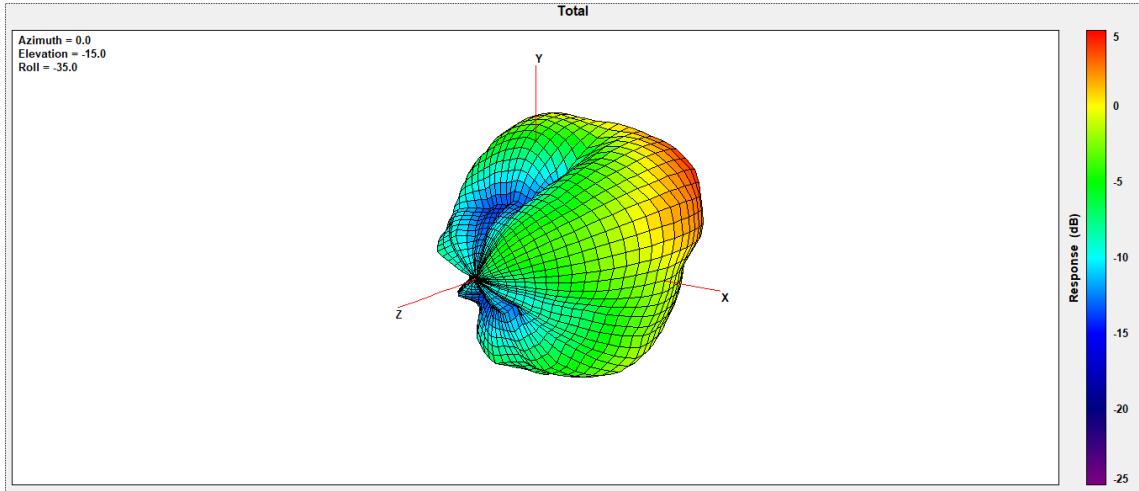 Total
Azimuth = 0.0
Elevation = -15.0
Roll = -35.0
Y
X
Z
5
0
-5
-10
-15
-20
-25
Response (dB)